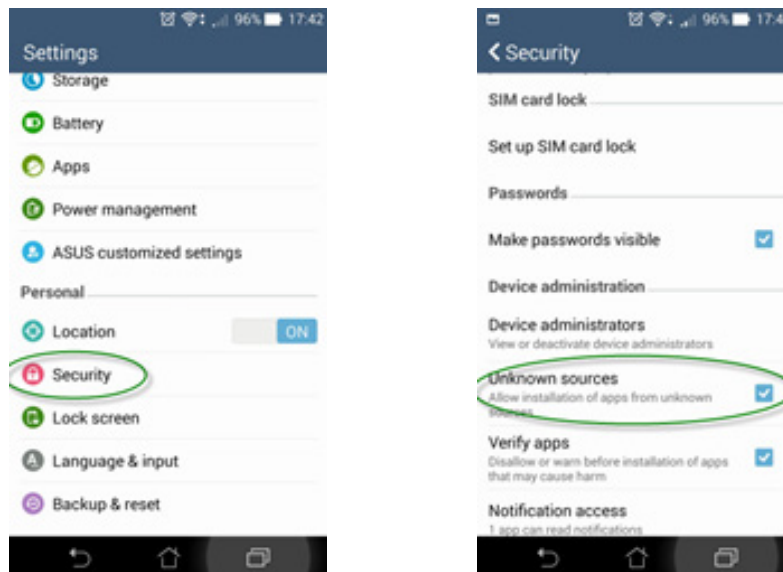 96% 17:42
Settings
Storage
Battery
Apps
Power management
ASUS customized settings
Personal
Location
ON
Security
Lock screen
Language & input
Backup & reset
96% 17:4
Security
SIM card lock
Set up SIM card lock
Passwords
Make passwords visible
Device administration
Device administrators
View or deactivate device administrators
Unknown sources
Allow installation of apps from unknown
sources
Verify apps
Disallow or warn before installation of apps
that may cause harm
Notification access
1 app can read notifications